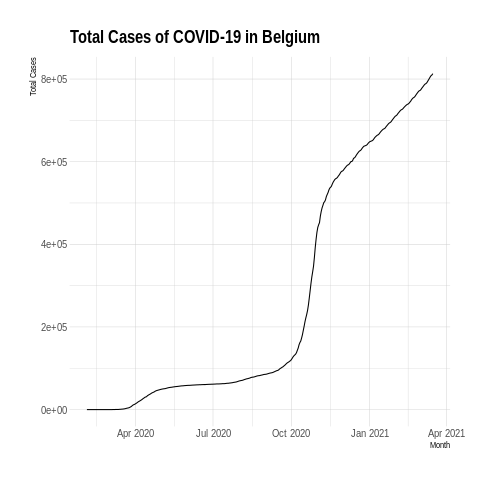 Total Cases of COVID-19 in Belgium
Total Cases
8e+05
6e+05
4e+05
2e+05
0e+00
Apr 2020
Jul 2020
Oct 2020
Jan 2021
Apr 2021
Month